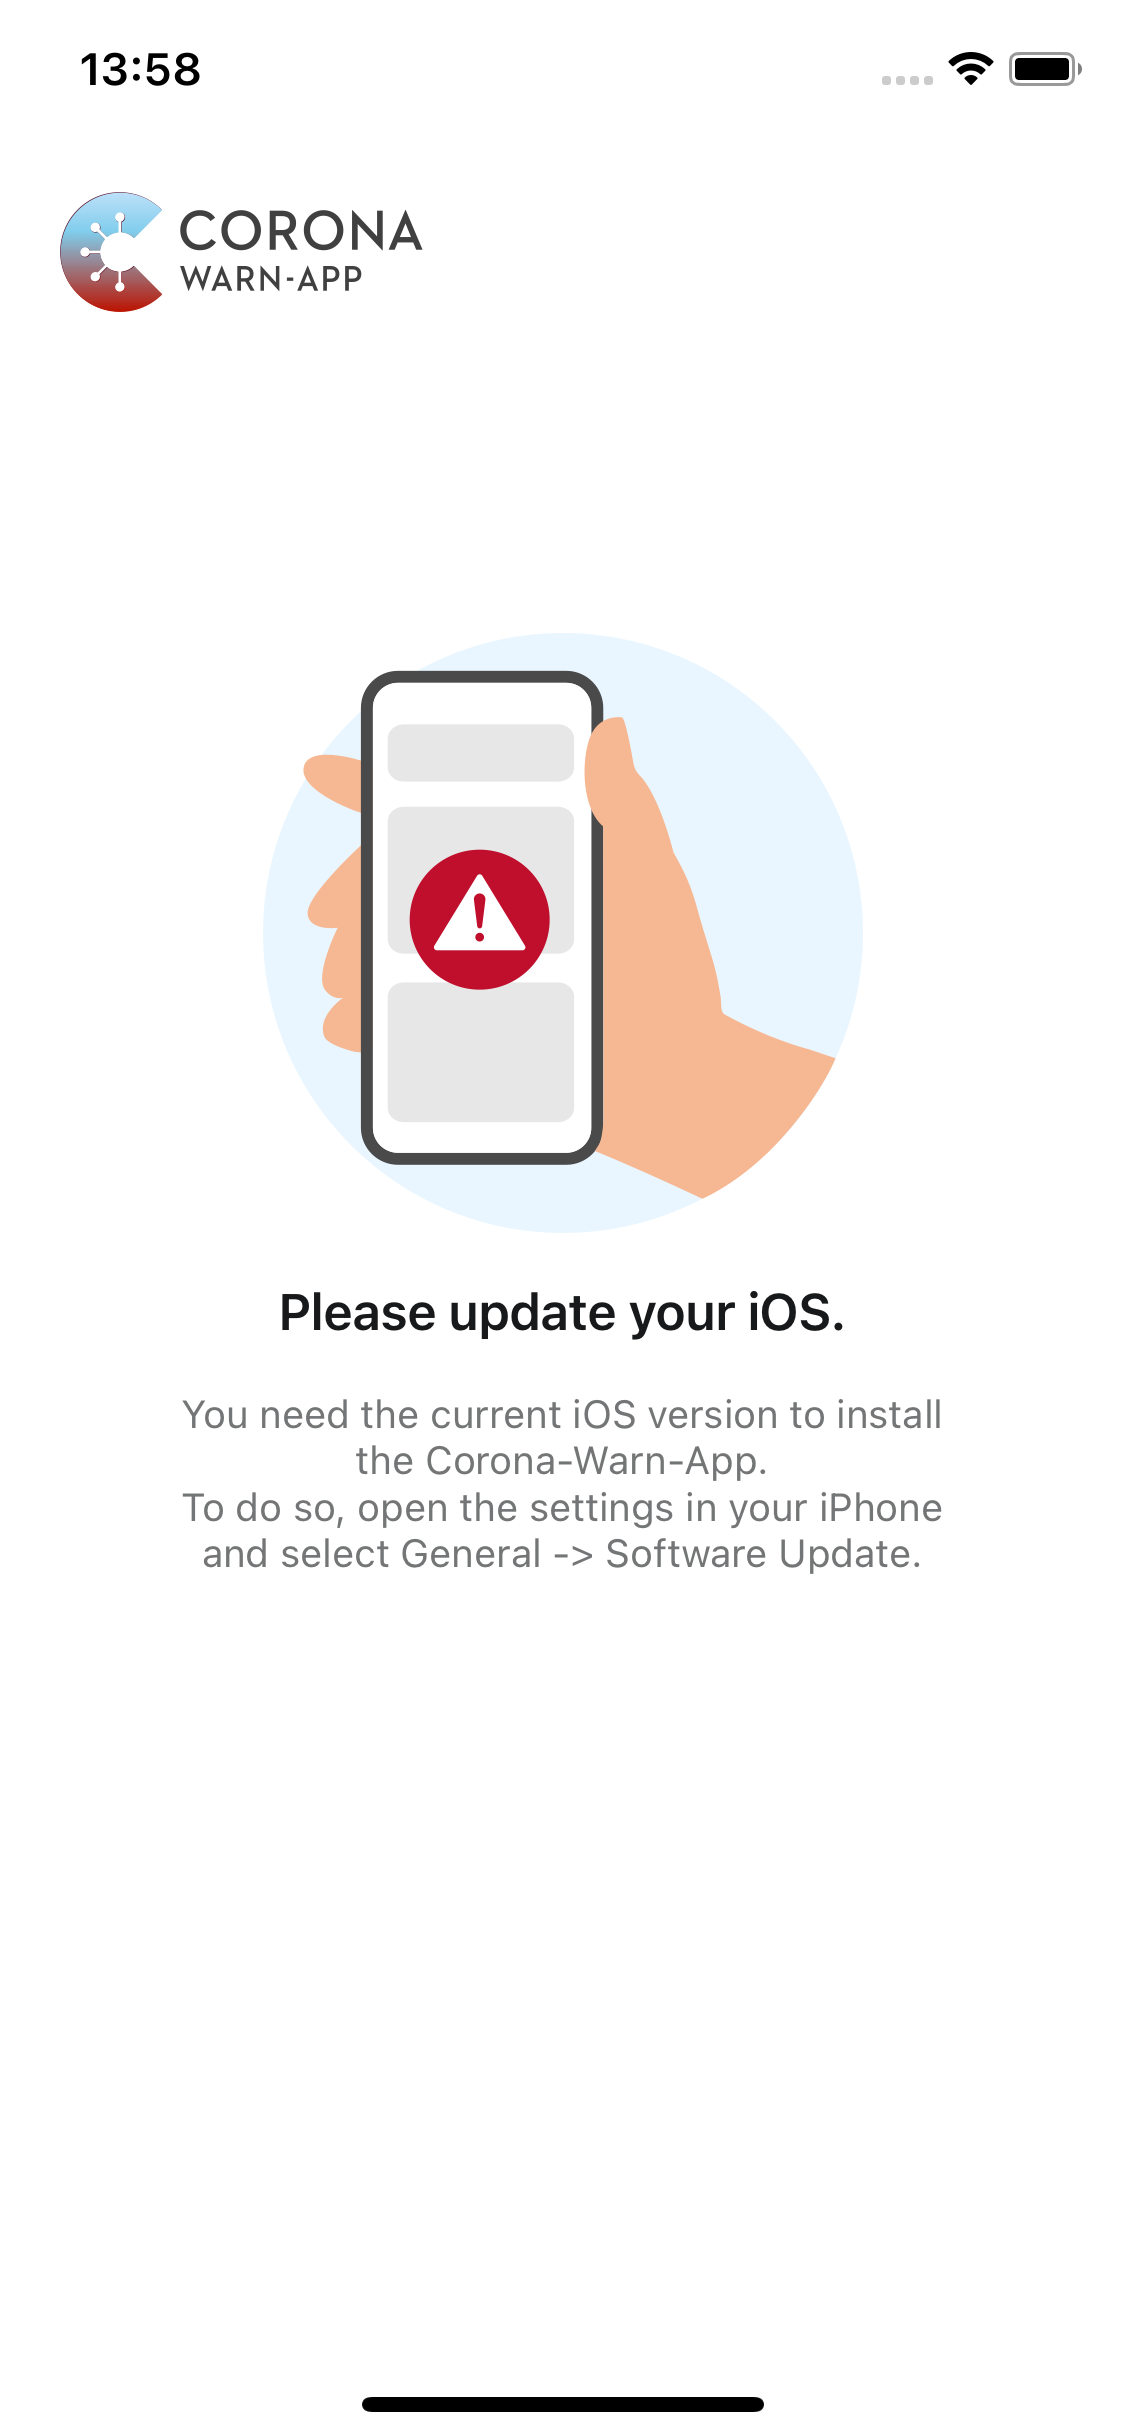 13:58
CORONA
WARN-APP
Please update your iOS.
You need the current iOS version to install
the Corona-Warn-App.
To do so, open the settings in your iPhone
and select General -> Software Update.